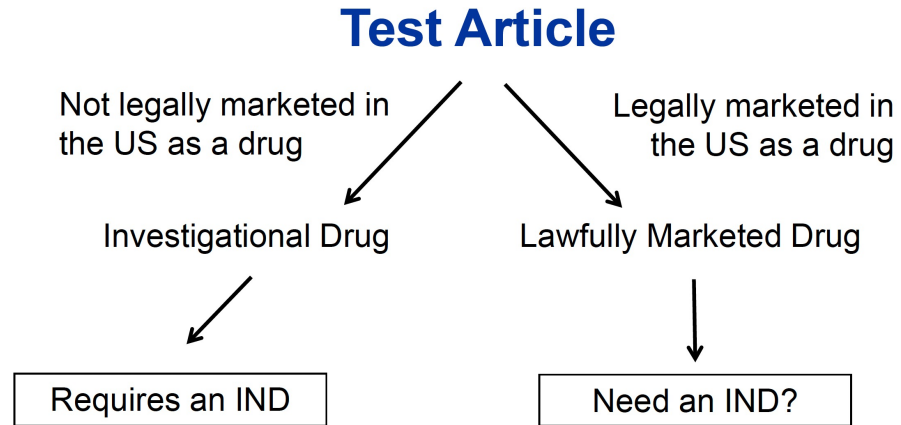 Test Article
Not legally marketed in
the US as a drug
Legally marketed in
the US as a drug
Investigational Drug
Lawfully Marketed Drug
Requires an IND
Need an IND?